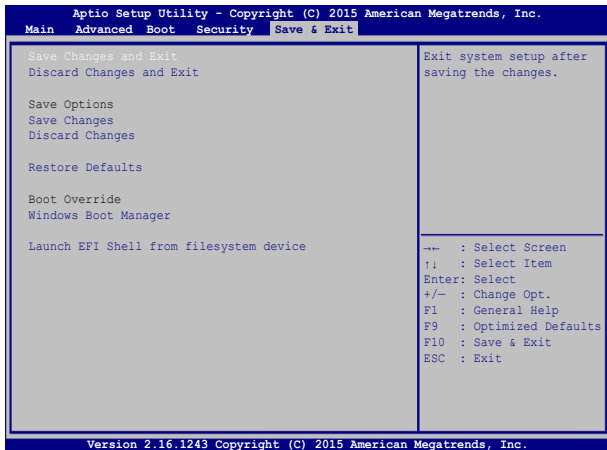 Aptio Setup Utility - Copyright (C) 2015 American Megatrends, Inc.
Main Advanced Boot Security Save & Exit
Save Changes and Exit
Discard Changes and Exit
Save Options
Save Changes
Discard Changes
Restore Defaults
Boot Override
Windows Boot Manager
Launch EFI Shell from filesystem device
Exit system setup after
saving the changes.
→← : Select Screen
↑↓ : Select Item
Enter: Select
+/— : Change Opt.
F1 : General Help
F9 : Optimized Defaults
F10 : Save & Exit
ESC : Exit
Version 2.16.1243 Copyright (C) 2015 American Megatrends, Inc.